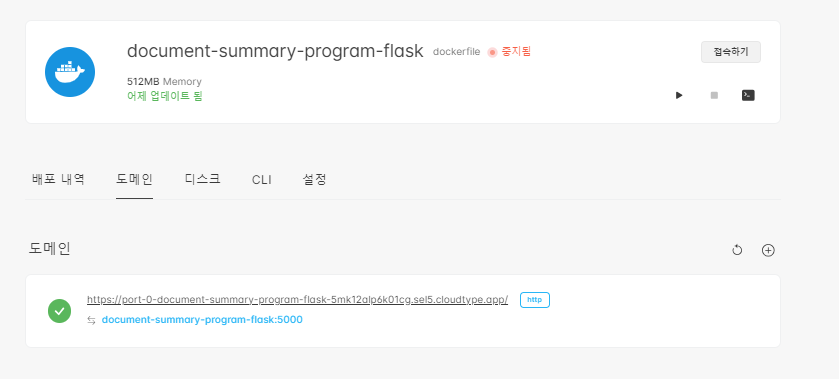 document-summary-program-flask dockerfile 중지됨
접속하기
512MB Memory
어제 업데이트 됨
배포 내역 도메인 디스크 CLI 설정
도메인
https://port-0-document-summary-program-flask-5mk12alp6k01cg.sel5.cloudtype.app/ http
document-summary-program-flask:5000